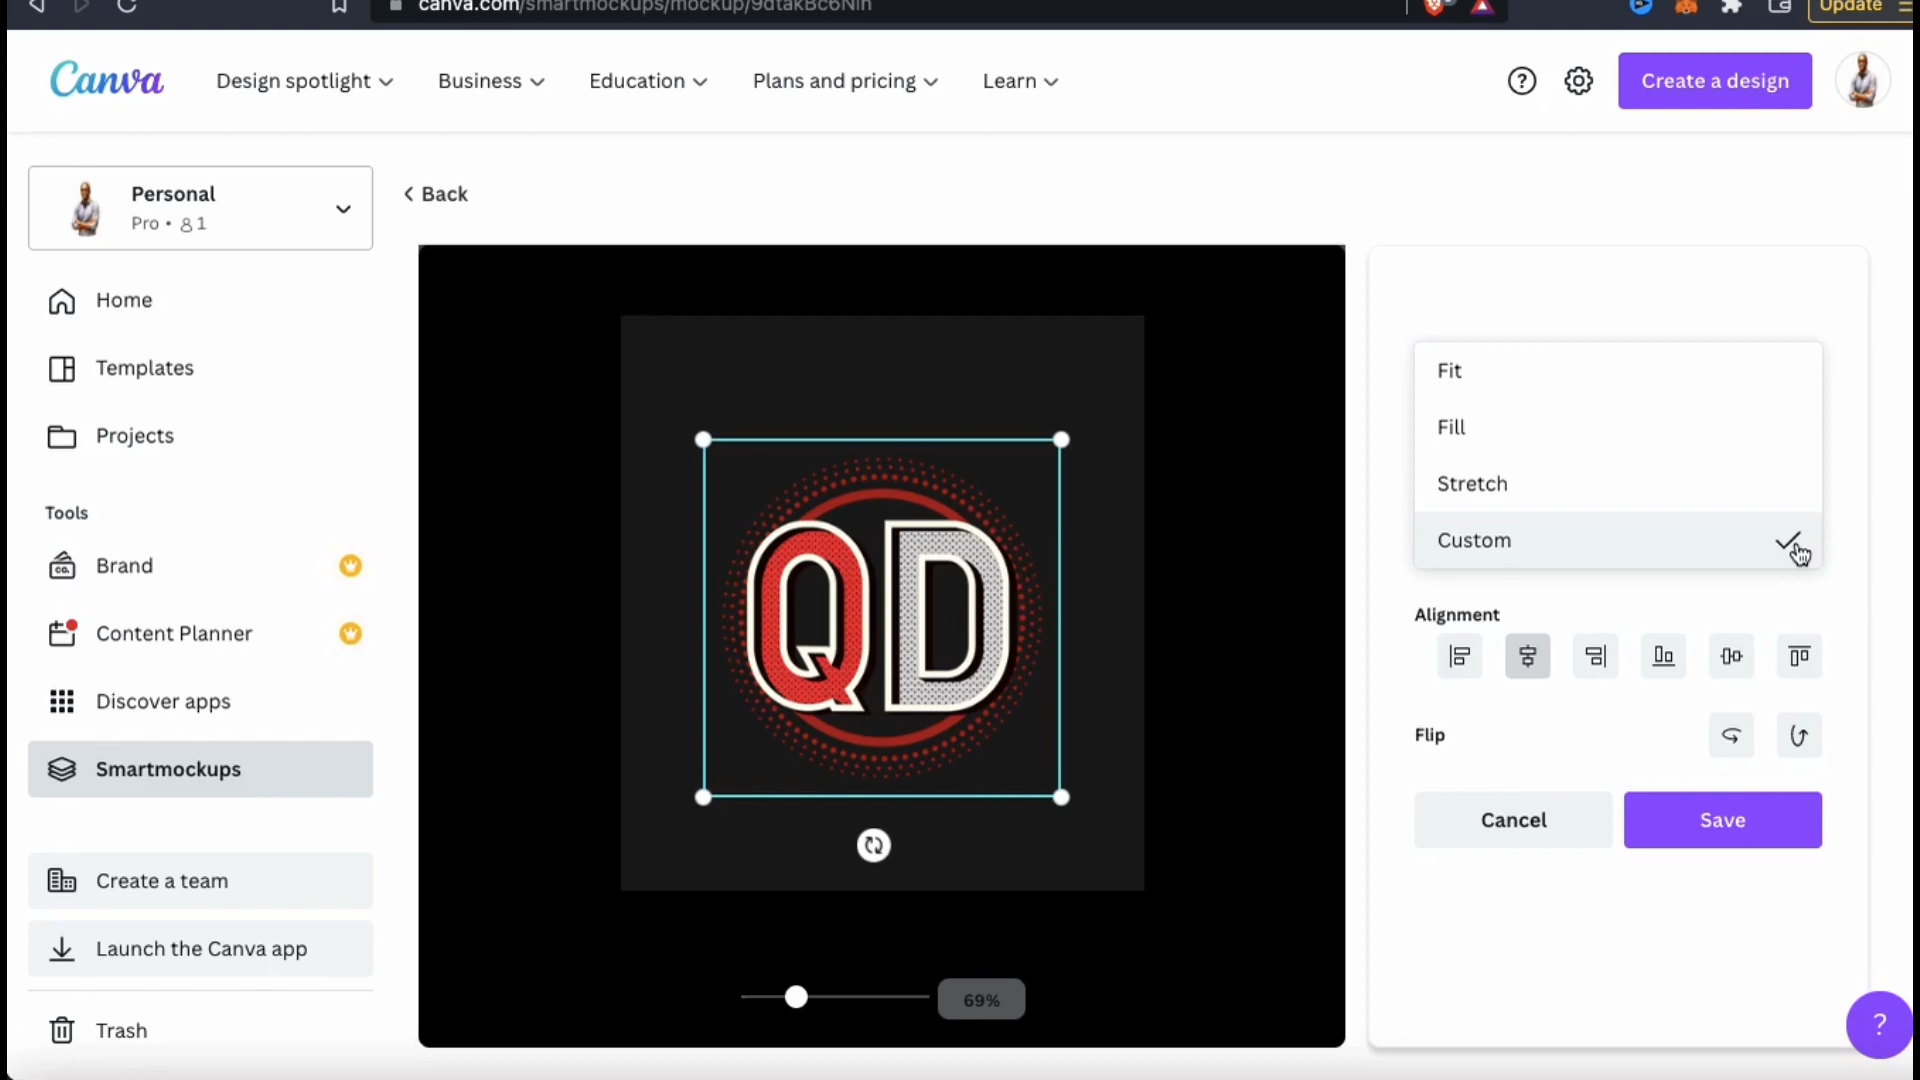 canva.com/smartmockups/mockup/9dtakBc6Nlh
Update
Canva
Design spotlight
Business
Education
Plans and pricing
Learn
Create a design
Personal
Pro • 1
Back
Home
Templates
Projects
Tools
Brand
CO.
Content Planner
Discover apps
Smartmockups
Create a team
Launch the Canva app
Trash
QD
69%
Fit
Fill
Stretch
Custom
Alignment
Flip
Cancel
Save
?